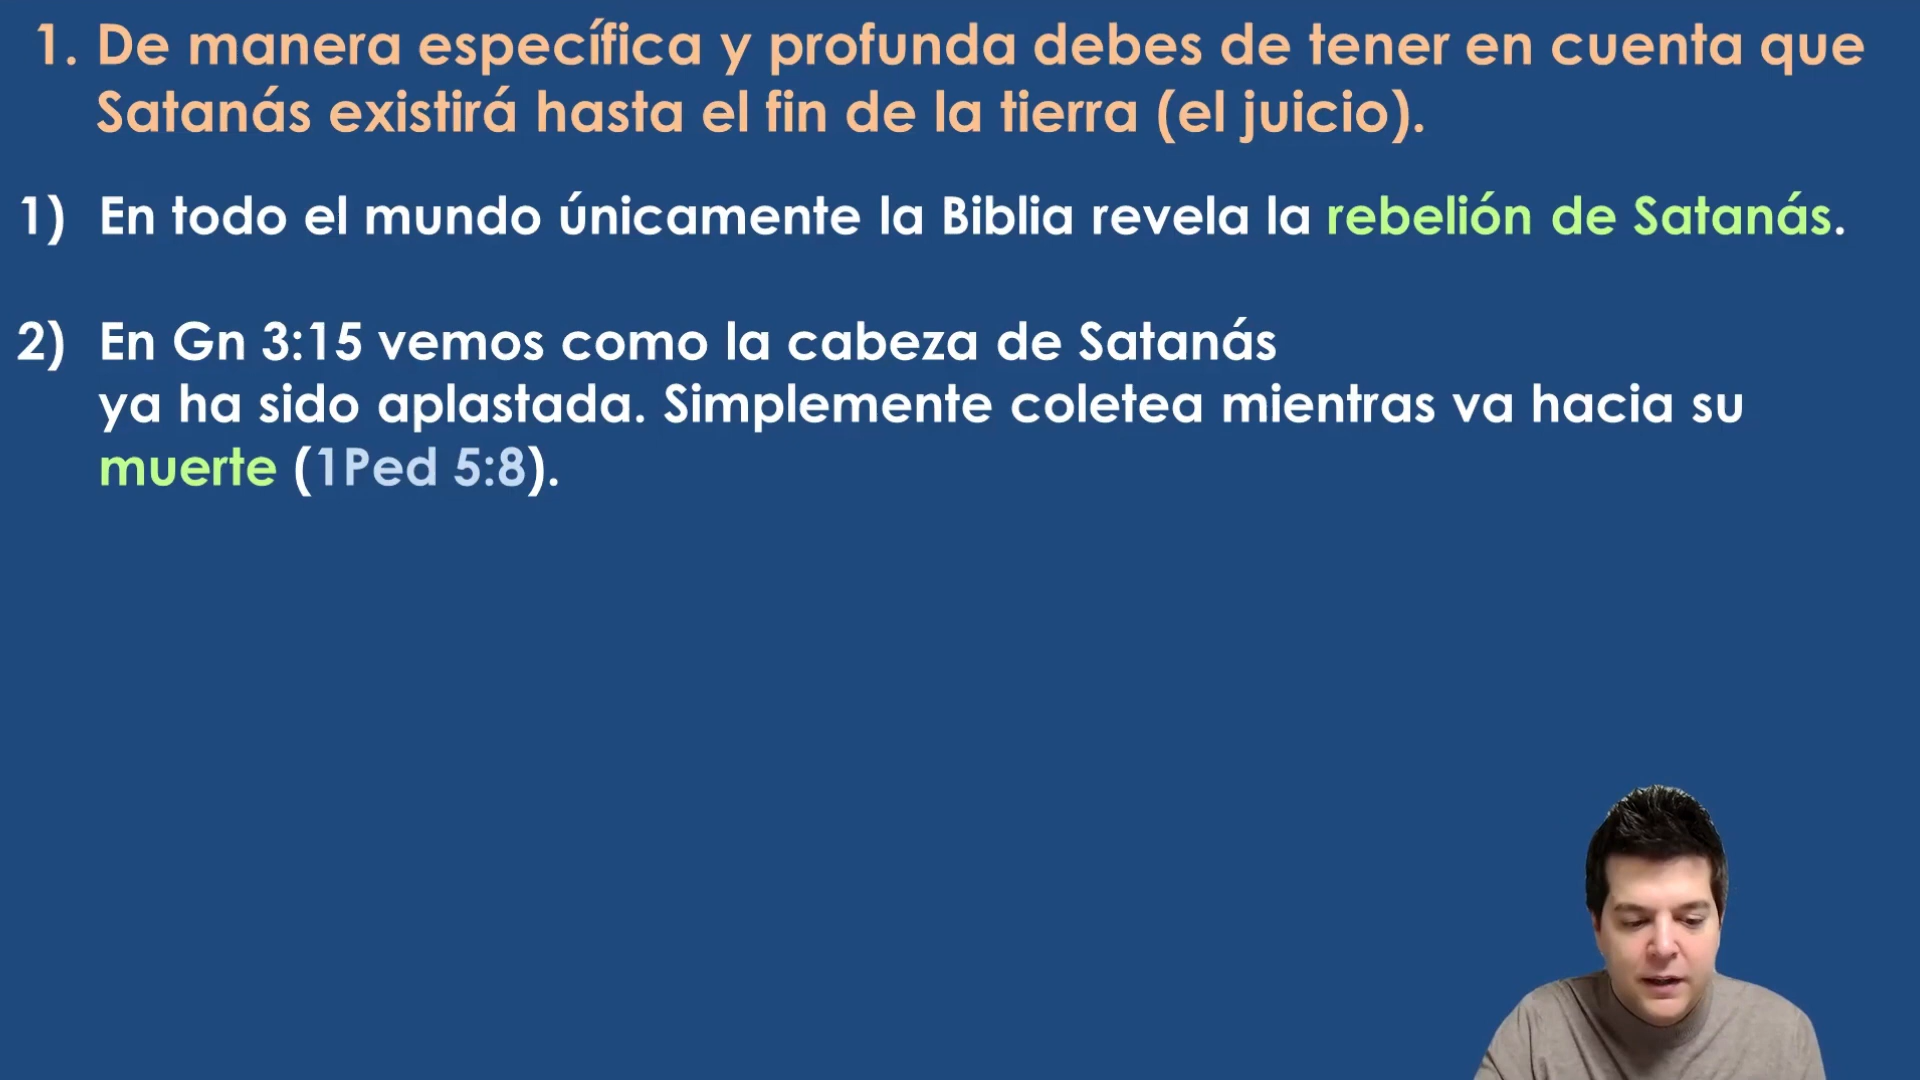 1. De manera específica y profunda debes de tener en cuenta que
Satanás existirá hasta el fin de la tierra (el juicio).
1) En todo el mundo únicamente la Biblia revela la rebelión de Satanás.
2) En Gn 3:15 vemos como la cabeza de Satanás
ya ha sido aplastada. Simplemente coletea mientras va hacia su
muerte (1Ped 5:8).